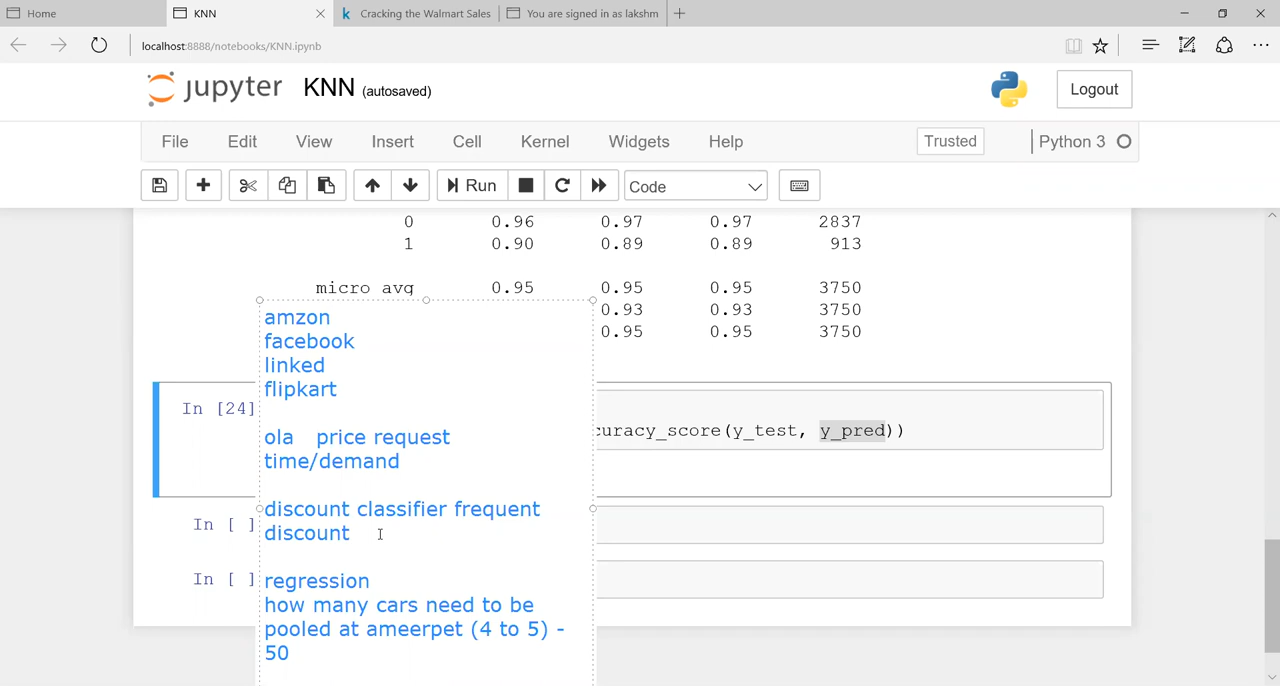 Home
KNN
Cracking the Walmart Sales
You are signed in as lakshm
localhost:8888/notebooks/KNN.ipynb
jupyter KNN (autosaved)
Logout
File Edit View Insert Cell Kernel Widgets Help Trusted Python 3
Run Code
0 0.96 0.97 0.97 2837
1 0.90 0.89 0.89 913
micro avg 0.95 0.95 0.95 3750
0.93 0.93 3750
0.95 0.95 3750
amzon
facebook
linked
flipkart
ola price request
time/demand
discount classifier frequent
discount
regression
how many cars need to be
pooled at ameerpet (4 to 5) -
50
In [24]
curacy_score(y_test, y_pred))
In [ ]
In [ ]